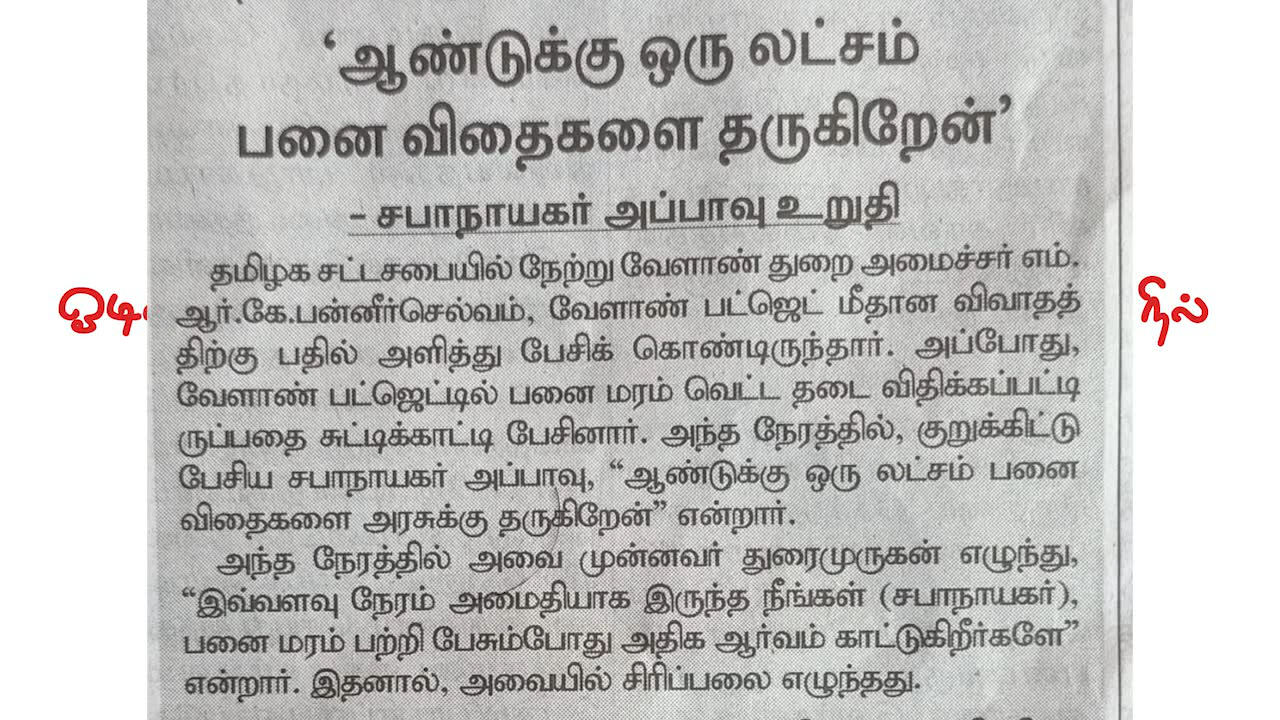 ‘ஆண்டுக்கு ஒரு லட்சம்
பனை விதைகளை தருகிறேன்’
- சபாநாயகர் அப்பாவு உறுதி
தமிழக சட்டசபையில் நேற்று வேளாண் துறை அமைச்சர் எம்.
ஆர்.கே.பன்னீர்செல்வம், வேளாண் பட்ஜெட் மீதான விவாதத்
திற்கு பதில் அளித்து பேசிக் கொண்டிருந்தார். அப்போது,
வேளாண் பட்ஜெட்டில் பனை மரம் வெட்ட தடை விதிக்கப்பட்டி
ருப்பதை சுட்டிக்காட்டி பேசினார். அந்த நேரத்தில், குறுக்கிட்டு
பேசிய சபாநாயகர் அப்பாவு, “ஆண்டுக்கு ஒரு லட்சம் பனை
விதைகளை அரசுக்கு தருகிறேன்” என்றார்.
அந்த நேரத்தில் அவை முன்னவர் துரைமுருகன் எழுந்து,
“இவ்வளவு நேரம் அமைதியாக இருந்த நீங்கள் (சபாநாயகர்),
பனை மரம் பற்றி பேசும்போது அதிக ஆர்வம் காட்டுகிறீர்களே”
என்றார். இதனால், அவையில் சிரிப்பலை எழுந்தது.